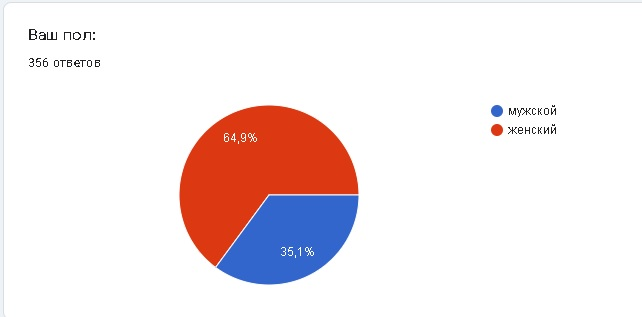 Ваш пол:
356 ответов
мужской
женский
64,9%
35,1%